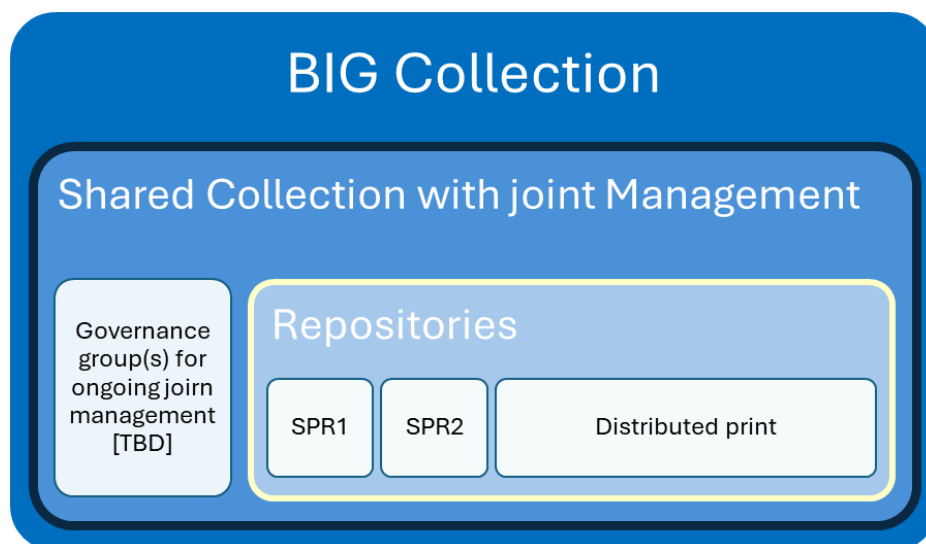 BIG Collection
Shared Collection with joint Management
Governance
group(s) for
ongoing joirn
management
[TBD]
Repositories
SPR1
SPR2
Distributed print